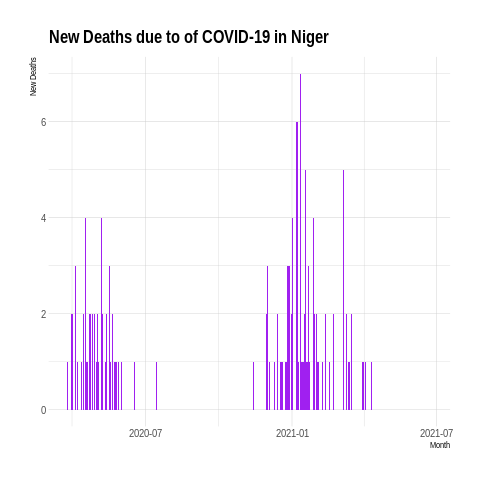 New Deaths due to of COVID-19 in Niger
New Deaths
6
4
2
0
2020-07
2021-01
2021-07
Month